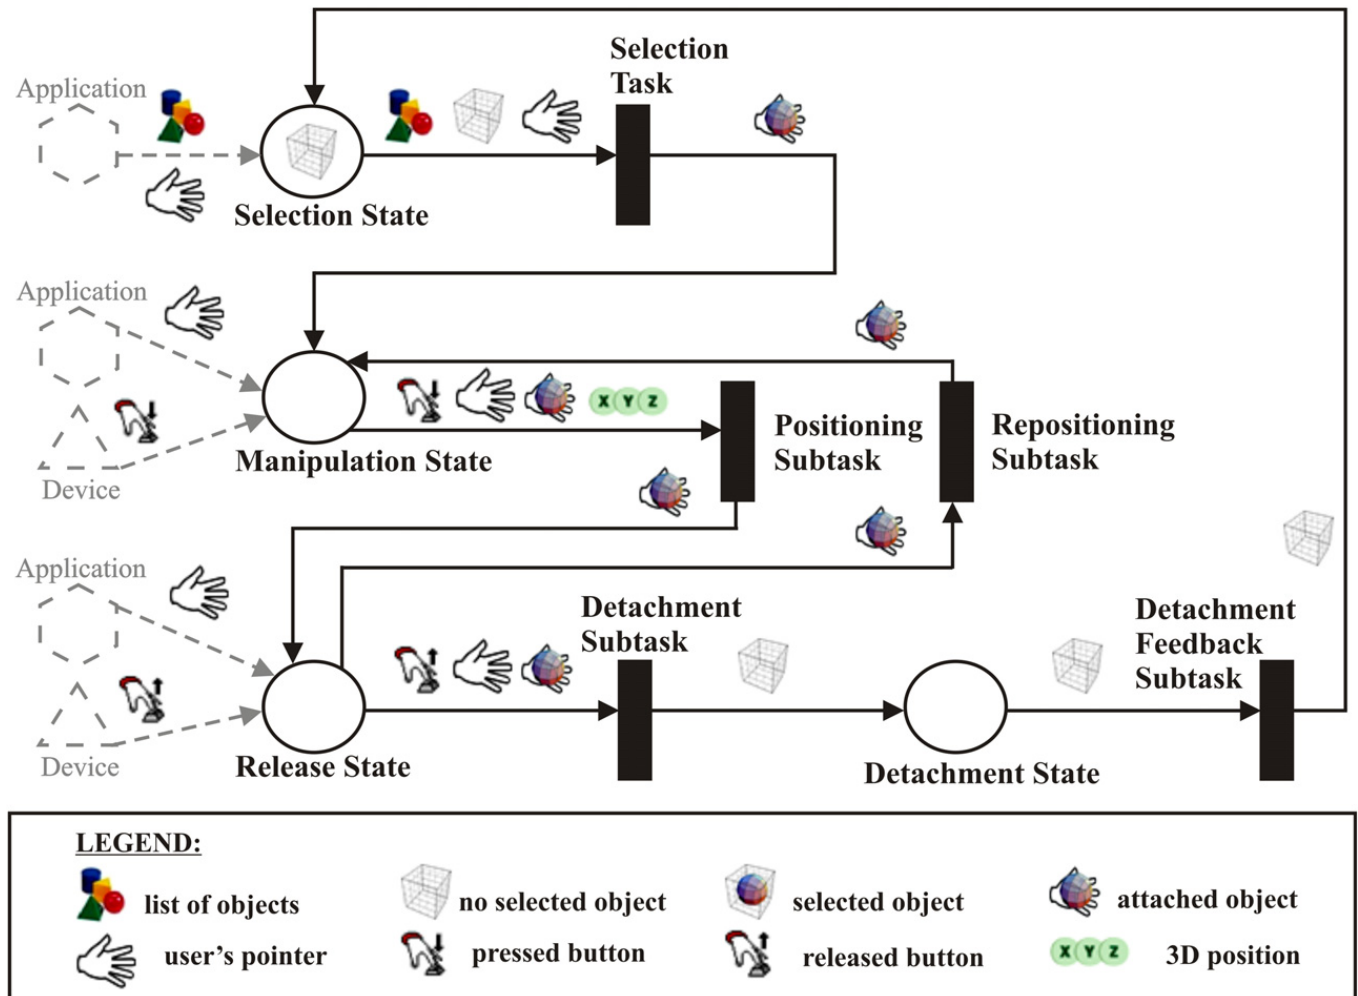 Selection
Task
Application
Selection State
Application
X Y Z
Positioning
Subtask
Repositioning
Subtask
Manipulation State
Device
Application
Detachment
Subtask
Detachment
Feedback
Subtask
Release State
Device
Detachment State
LEGEND:
list of objects
no selected object
selected object
attached object
user's pointer
pressed button
released button
X Y Z
3D position